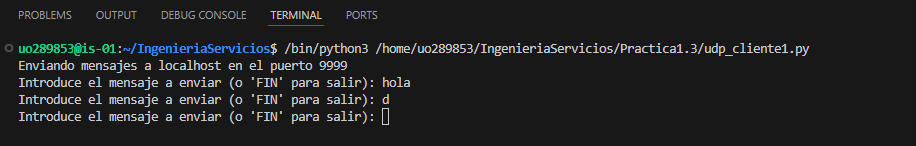 PROBLEMS OUTPUT DEBUG CONSOLE TERMINAL PORTS
uo289853@is-01:~/IngenieriaServicios$ /bin/python3 /home/uo289853/IngenieriaServicios/Practica1.3/udp_cliente1.py
Enviando mensajes a localhost en el puerto 9999
Introduce el mensaje a enviar (o 'FIN' para salir): hola
Introduce el mensaje a enviar (o 'FIN' para salir): d
Introduce el mensaje a enviar (o 'FIN' para salir):